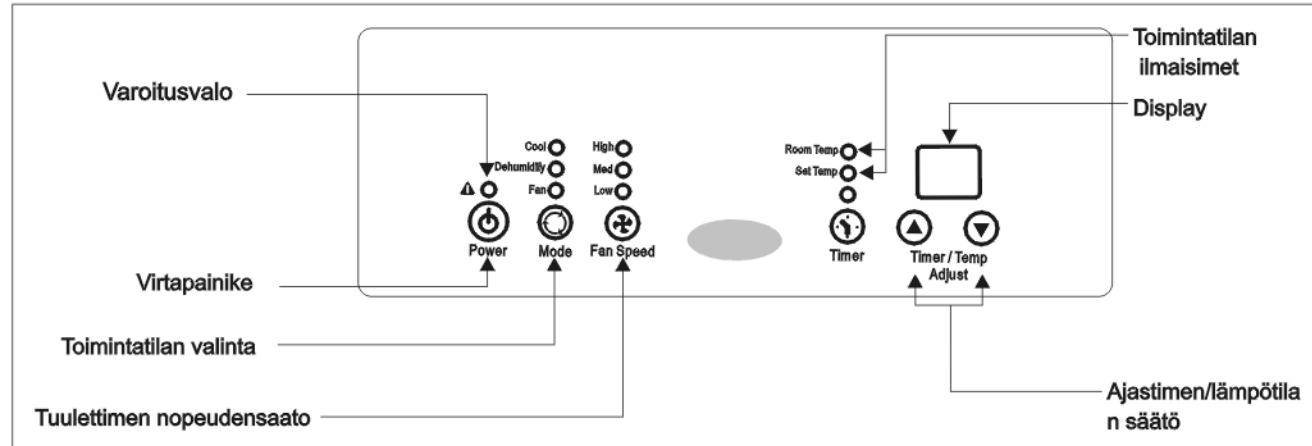 Toimintatilan
ilmaisimet
Varoitusvalo
Display
Cool
High
Room Temp
Dehumidify
Med
Set Temp
Fan
Low
Power
Mode
Fan Speed
Timer
Timer / Temp
Adjust
Virtapainike
Toimintatilan valinta
Tuulettimen nopeudensaato
Ajastimen/lämpötila
n säätö